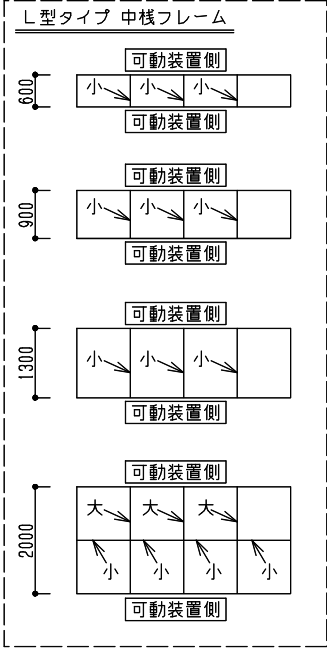 L型タイプ 中桟フレーム
可動装置側
600
小 小 小
可動装置側
可動装置側
900
小 小 小
可動装置側
可動装置側
1300
小 小 小
可動装置側
可動装置側
2000
大 大 大
小 小 小 小
可動装置側